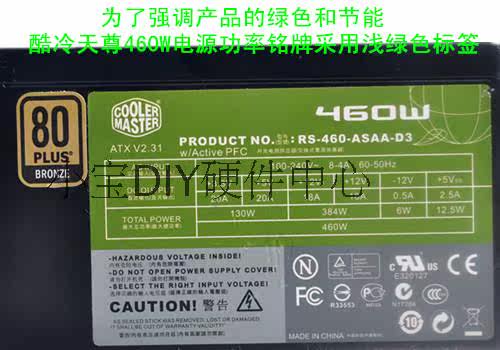 为了强调产品的绿色和节能
酷冷天尊460W电源功率铭牌采用浅绿色标签
COOLER
MASTER
460W
ATX V2.31
PRODUCT NO.: RS-460-ASAA-D3
w/Active PFC
80
PLUS
BRONZE
100-240V~ 8-4A 60-50Hz
小宝DIY硬件中心
-12V +5VSB
20A 20A 18A 0.5A 2.5A
TOTAL POWER
130W 384W 6W 12.5W
460W
-HAZARDOUS VOLTAGE INSIDE!
-DO NOT OPEN POWER SUPPLY COVER!
-SELECT THE RIGHT INPUT VOLTAGE!
CAUTION! 警告
R33553
E320127
N17284
10
MADE IN CHINA